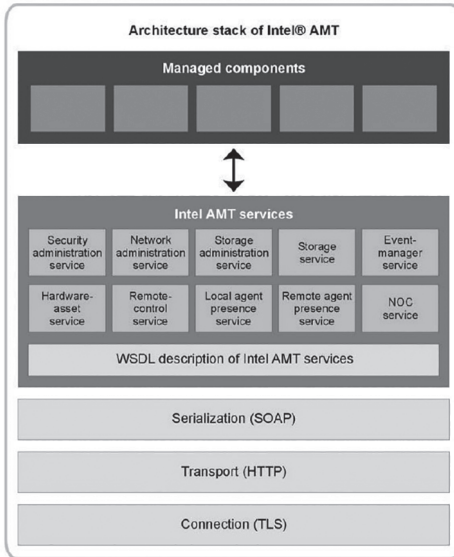 Architecture stack of Intel® AMT
Managed components
Intel AMT services
Security
administration
service
Network
administration
service
Storage
administration
service
Storage
service
Event-
manager
service
Hardware-
asset
service
Remote-
control
service
Local agent
presence
service
Remote agent
presence
service
NOC
service
WSDL description of Intel AMT services
Serialization (SOAP)
Transport (HTTP)
Connection (TLS)